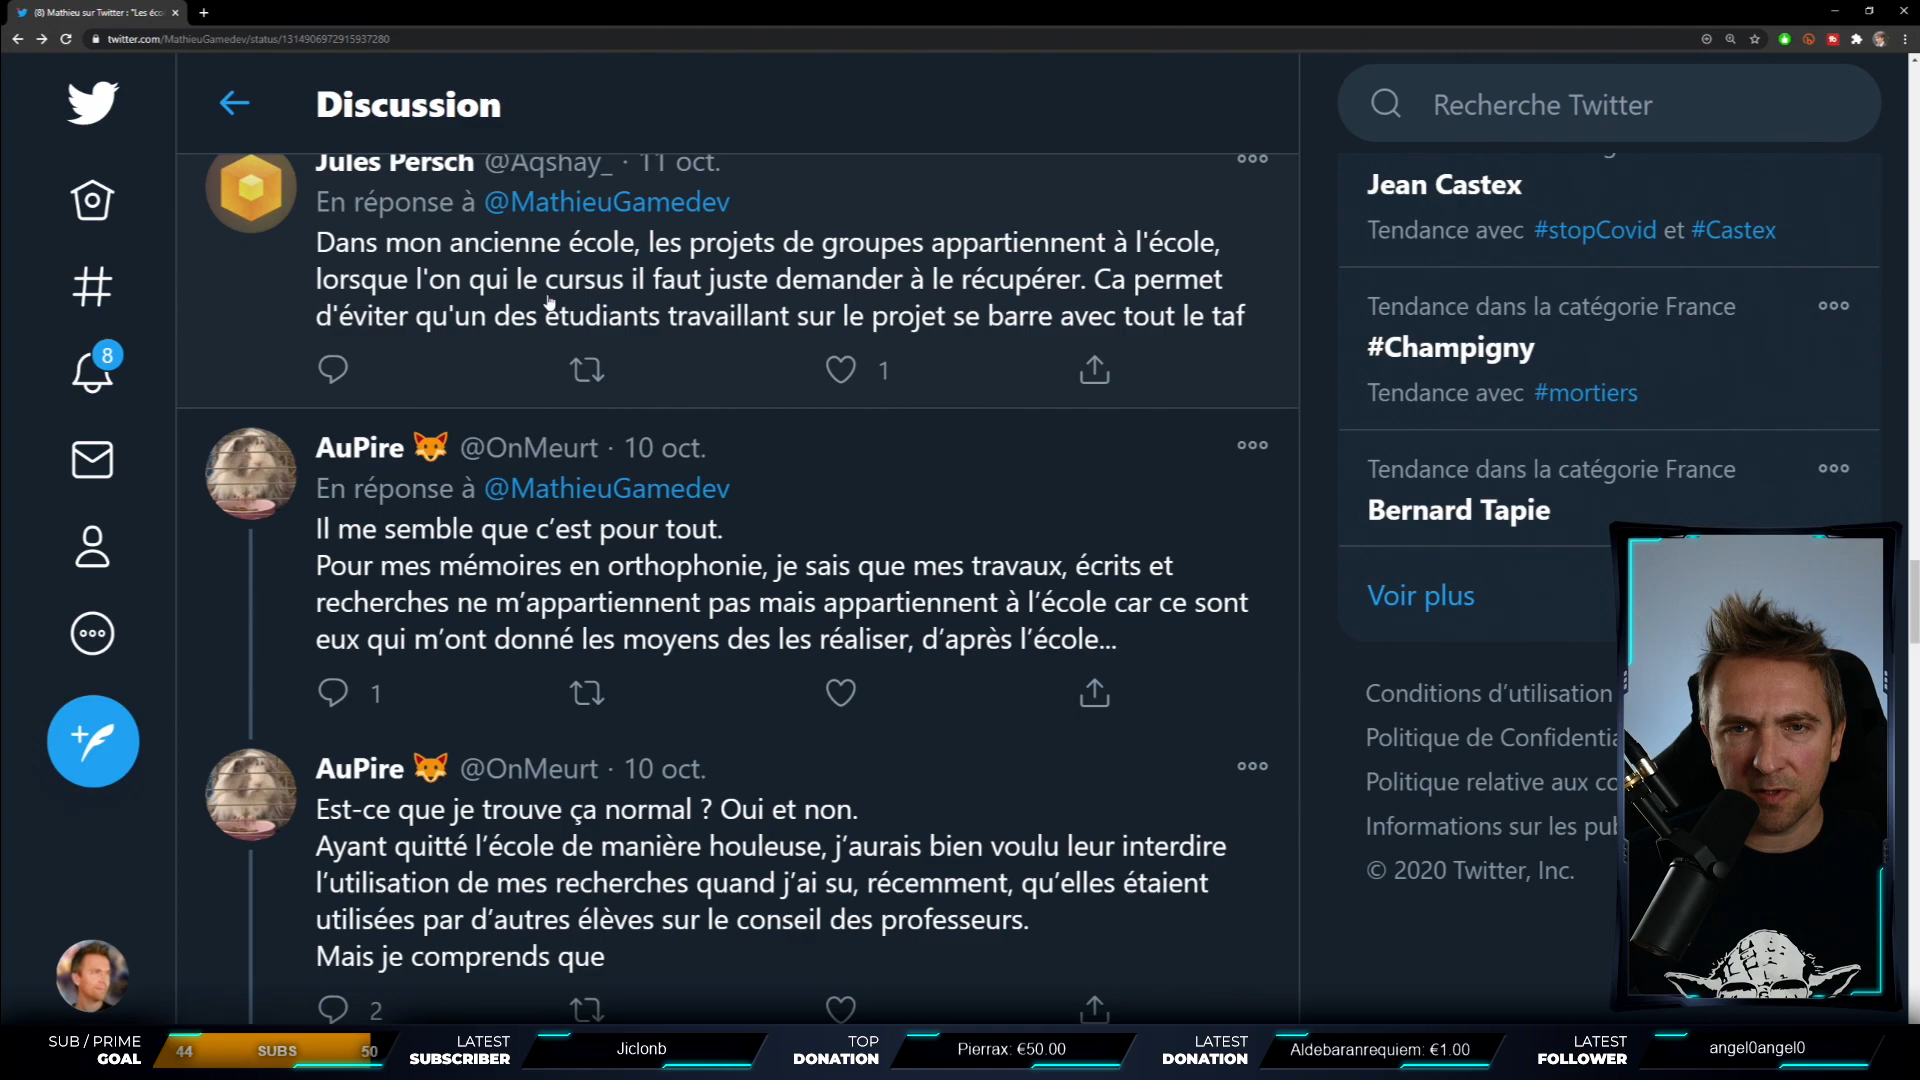 (8) Mathieu sur Twitter : "Les éco
twitter.com/MathieuGamedev/status/1314906972915937280
Discussion
Recherche Twitter
Jules Persch @Aqshay_ · 11 oct.
En réponse à @MathieuGamedev
Dans mon ancienne école, les projets de groupes appartiennent à l'école,
lorsque l'on qui le cursus il faut juste demander à le récupérer. Ca permet
d'éviter qu'un des étudiants travaillant sur le projet se barre avec tout le taf
1
8
AuPire 🦊 @OnMeurt · 10 oct.
En réponse à @MathieuGamedev
Il me semble que c’est pour tout.
Pour mes mémoires en orthophonie, je sais que mes travaux, écrits et
recherches ne m’appartiennent pas mais appartiennent à l’école car ce sont
eux qui m’ont donné les moyens des les réaliser, d’après l’école...
1
AuPire 🦊 @OnMeurt · 10 oct.
Est-ce que je trouve ça normal ? Oui et non.
Ayant quitté l’école de manière houleuse, j’aurais bien voulu leur interdire
l’utilisation de mes recherches quand j’ai su, récemment, qu’elles étaient
utilisées par d’autres élèves sur le conseil des professeurs.
Mais je comprends que
2
Jean Castex
Tendance avec #stopCovid et #Castex
Tendance dans la catégorie France
#Champigny
Tendance avec #mortiers
Tendance dans la catégorie France
Bernard Tapie
Voir plus
Conditions d’utilisation
Politique de Confidentia
Politique relative aux co
Informations sur les pub
© 2020 Twitter, Inc.
SUB / PRIME
GOAL
44 SUBS 50
LATEST
SUBSCRIBER
Jiclonb
TOP
DONATION
Pierrax: €50.00
LATEST
DONATION
Aldebaranrequiem: €1.00
LATEST
FOLLOWER
angel0angel0